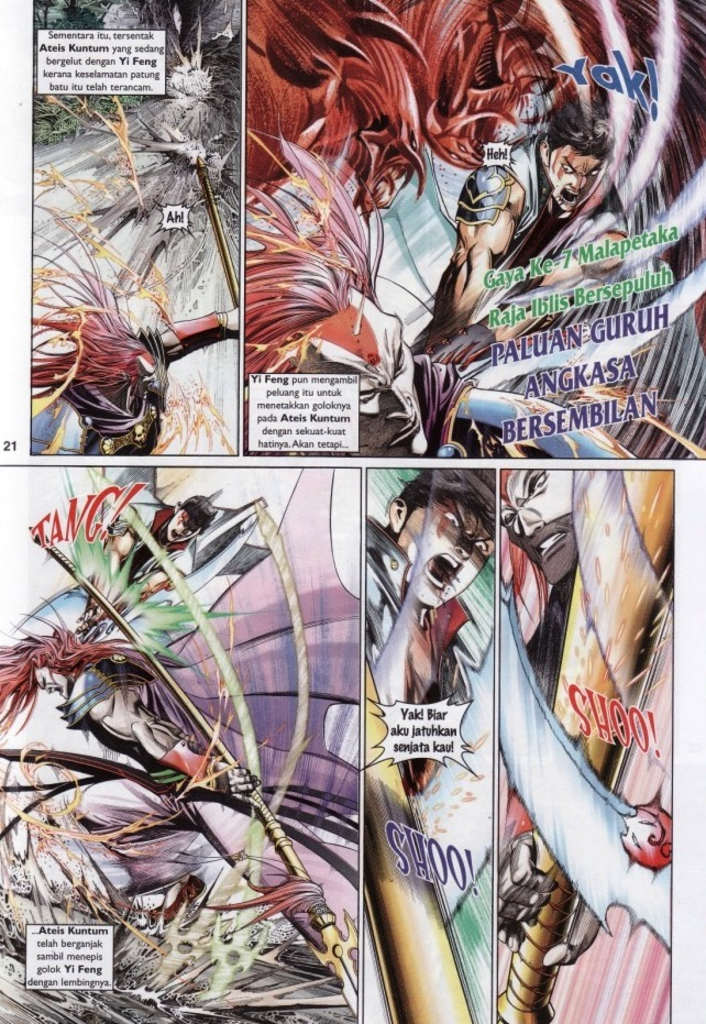 Sementara itu, tersentak
Ateis Kuntum yang sedang
bergelut dengan Yi Feng
kerana keselamatan patung
batu itu telah terancam.
Ah!
Yak!
Heh!
Gaya Ke-7 Malapetaka
Raja Iblis Bersepuluh
PALUAN GURUH
ANGKASA
BERSEMBILAN
Yi Feng pun mengambil
peluang itu untuk
menetakkan goloknya
pada Ateis Kuntum
dengan sekuat-kuat
hatinya. Akan tetapi...
21
TANG!
...Ateis Kuntum
telah berganjak
sambil menepis
golok Yi Feng
dengan lembingnya.
Yak! Biar
aku jatuhkan
senjata kau!
SHOO!
SHOO!